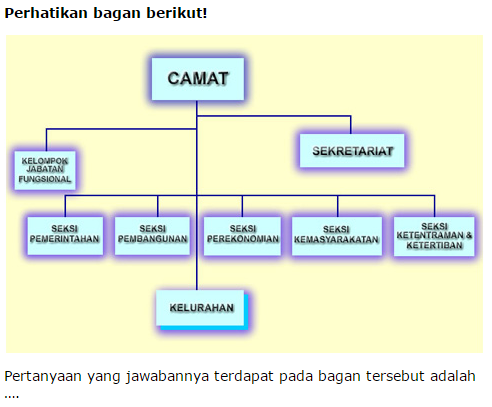 Perhatikan bagan berikut!
CAMAT
SEKRETARIAT
KELOMPOK
JABATAN
FUNGSIONAL
SEKSI
PEMERINTAHAN
SEKSI
PEMBANGUNAN
SEKSI
PEREKONOMIAN
SEKSI
KEMASYARAKATAN
SEKSI
KETENTRAMAN &
KETERTIBAN
KELURAHAN
Pertanyaan yang jawabannya terdapat pada bagan tersebut adalah
....